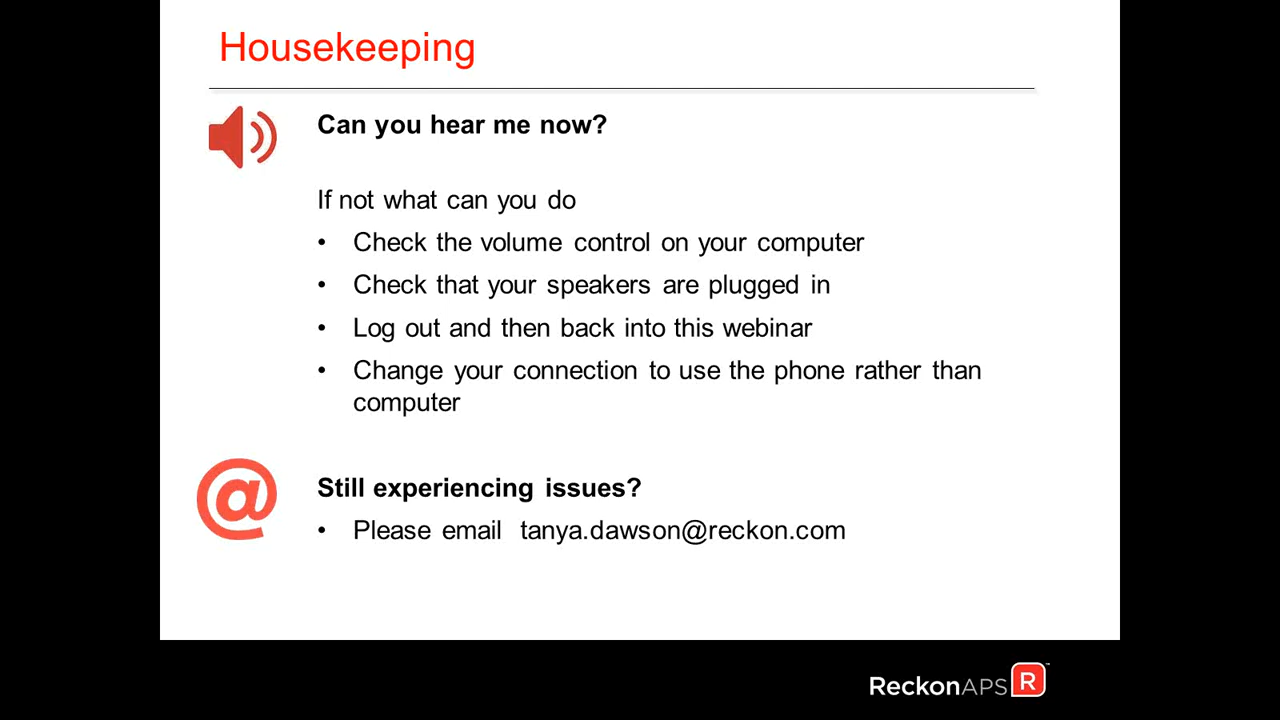 Housekeeping
Can you hear me now?
If not what can you do
• Check the volume control on your computer
• Check that your speakers are plugged in
• Log out and then back into this webinar
• Change your connection to use the phone rather than
computer
@
Still experiencing issues?
• Please email tanya.dawson@reckon.com
ReckonAPS R